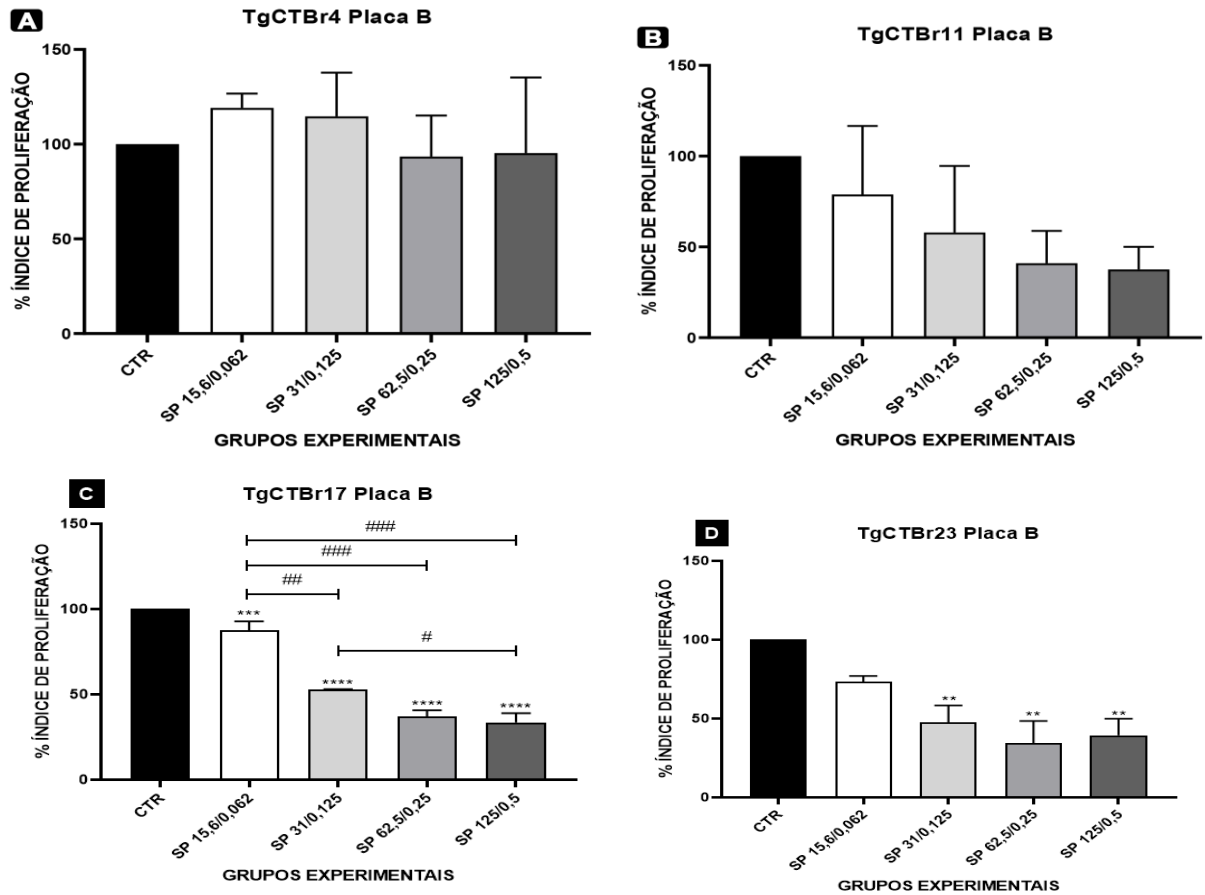 A
TgCTBr4 Placa B
% ÍNDICE DE PROLIFERAÇÃO
150
100
50
0
CTR
SP 15,6/0,062
SP 31/0,125
SP 62,5/0,25
SP 125/0,5
GRUPOS EXPERIMENTAIS
B
TgCTBr11 Placa B
% ÍNDICE DE PROLIFERAÇÃO
150
100
50
0
CTR
SP 15,6/0,062
SP 31/0,125
SP 62,5/0,25
SP 125/0,5
GRUPOS EXPERIMENTAIS
C
TgCTBr17 Placa B
% ÍNDICE DE PROLIFERAÇÃO
150
100
50
0
###
###
##
#
***
****
****
****
CTR
SP 15,6/0,062
SP 31/0,125
SP 62,5/0,25
SP 125/0,5
GRUPOS EXPERIMENTAIS
D
TgCTBr23 Placa B
% ÍNDICE DE PROLIFERAÇÃO
150
100
50
0
**
**
**
CTR
SP 15,6/0,062
SP 31/0,125
SP 62,5/0,25
SP 125/0,5
GRUPOS EXPERIMENTAIS